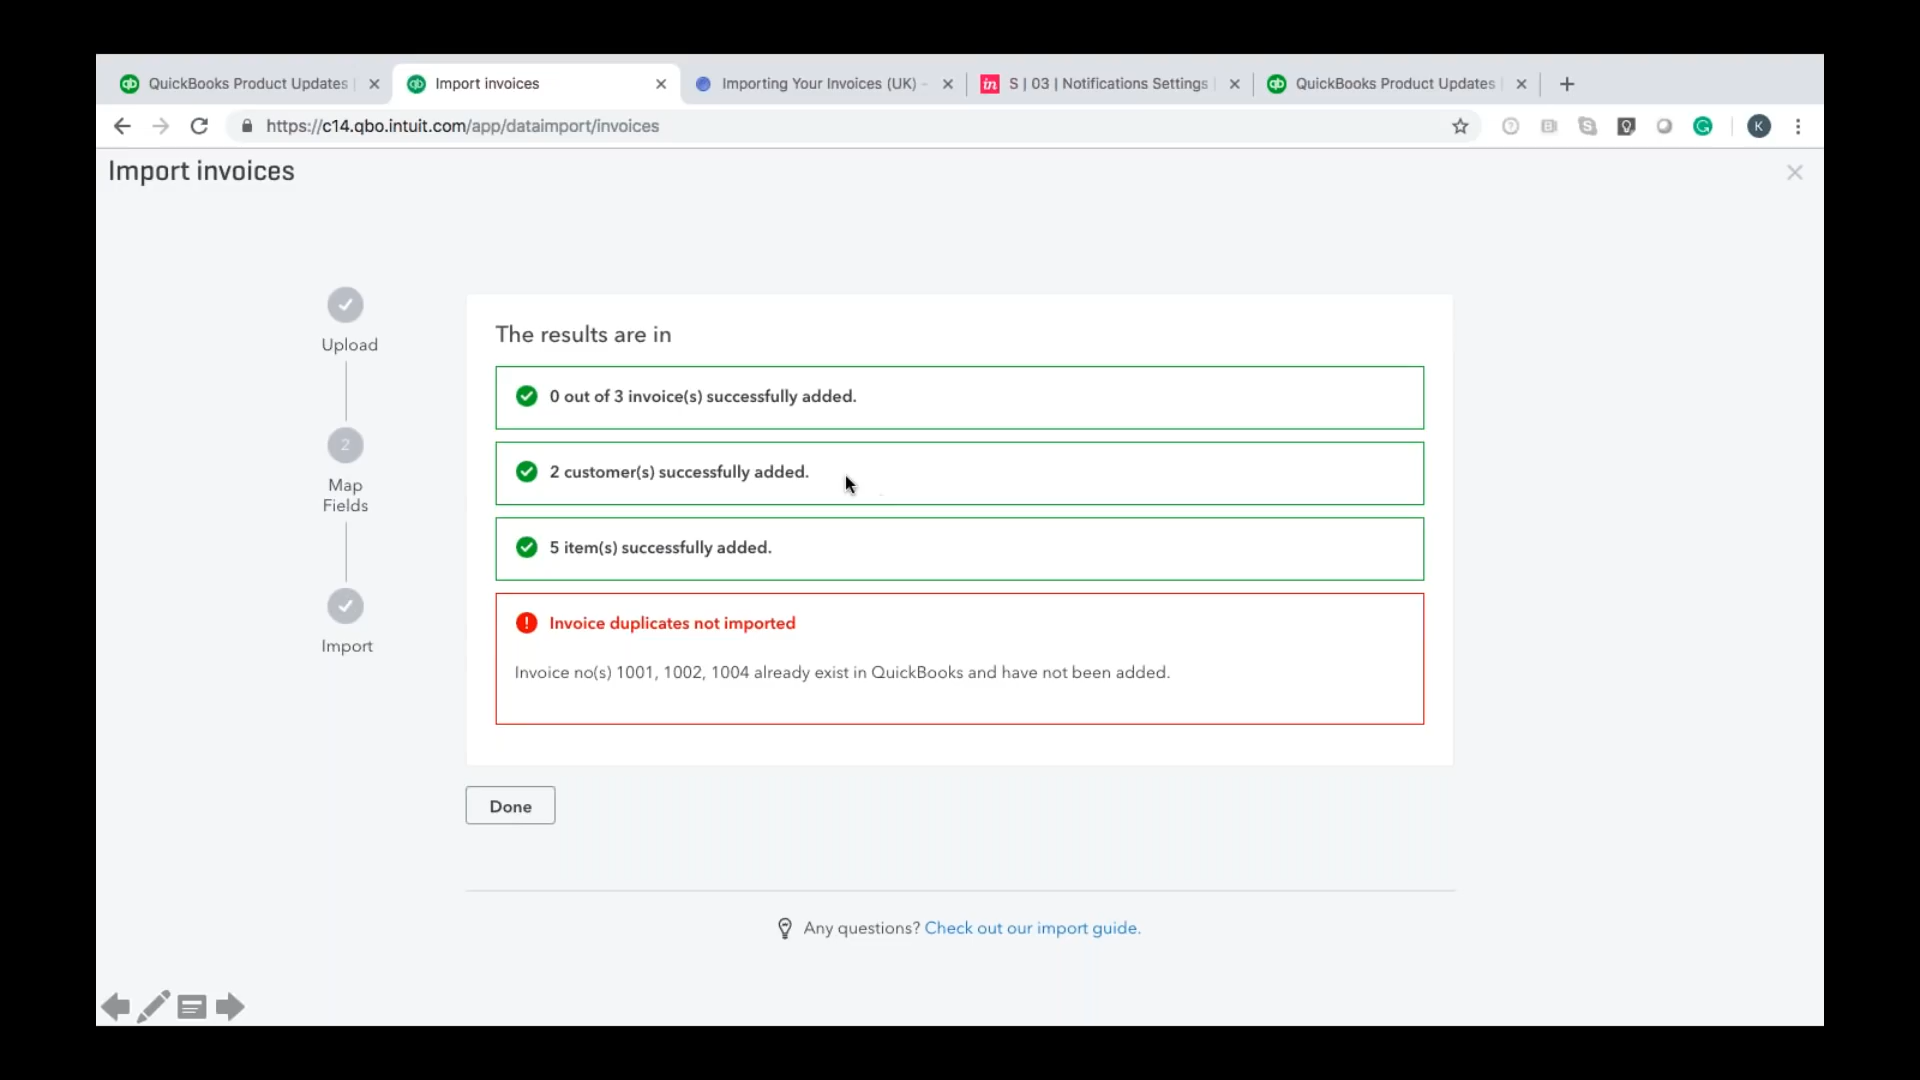 QuickBooks Product Updates
Import invoices
Importing Your Invoices (UK) -
in S | 03 | Notifications Settings
QuickBooks Product Updates
https://c14.qbo.intuit.com/app/dataimport/invoices
K
Import invoices
Upload
2
Map
Fields
Import
The results are in
0 out of 3 invoice(s) successfully added.
2 customer(s) successfully added.
5 item(s) successfully added.
Invoice duplicates not imported
Invoice no(s) 1001, 1002, 1004 already exist in QuickBooks and have not been added.
Done
Any questions? Check out our import guide.